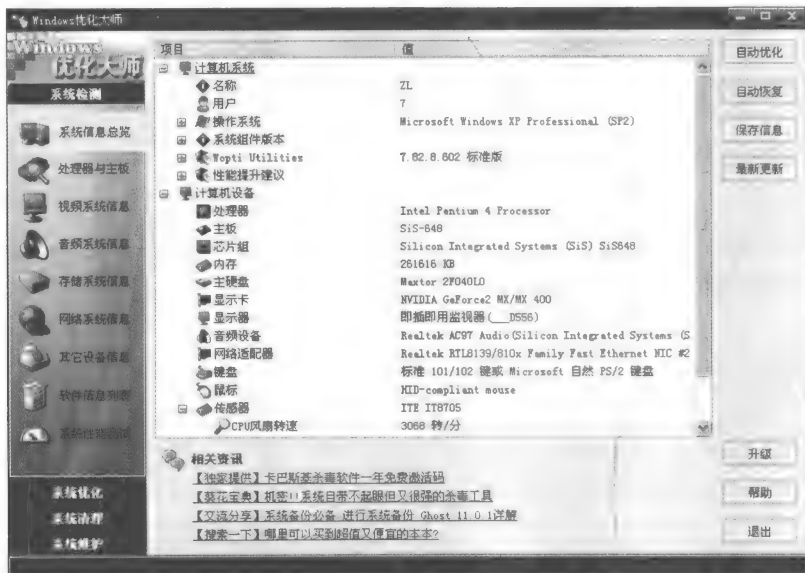 Windows优化大师
Windows
优化大师
系统检测
系统信息总览
处理器与主板
视频系统信息
音频系统信息
存储系统信息
网络系统信息
其它设备信息
软件信息列表
系统性能测试
系统优化
系统清理
系统维护
项目 值
计算机系统
名称 ZL
用户 7
操作系统 Microsoft Windows XP Professional (SP2)
系统组件版本
Wopti Utilities 7.82.8.802 标准版
性能提升建议
计算机设备
处理器 Intel Pentium 4 Processor
主板 SiS-648
芯片组 Silicon Integrated Systems (SiS) SiS648
内存 261616 KB
主硬盘 Maxtor 2F040L0
显示卡 NVIDIA GeForce2 MX/MX 400
显示器 即插即用监视器(___D556)
音频设备 Realtek AC97 Audio(Silicon Integrated Systems (S
网络适配器 Realtek RTL8139/810x Family Fast Ethernet NIC #2
键盘 标准 101/102 键或 Microsoft 自然 PS/2 键盘
鼠标 HID-compliant mouse
传感器 ITE IT8705
CPU风扇转速 3068 转/分
相关资讯
【独家提供】卡巴斯基杀毒软件一年免费激活码
【葵花宝典】机密!!系统自带不起眼但又很强的杀毒工具
【交流分享】系统备份必备 进行系统备份 Ghost 11.0.1详解
【搜索一下】哪里可以买到超值又便宜的本本?
自动优化
自动恢复
保存信息
最新更新
升级
帮助
退出